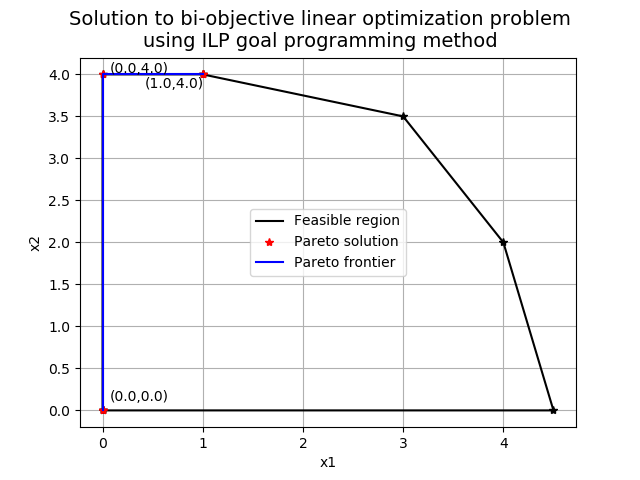 Solution to bi-objective linear optimization problem
using ILP goal programming method
4.0
3.5
3.0
2.5
2.0
1.5
1.0
0.5
0.0
x2
(0.0,4.0)
(1.0,4.0)
(0.0,0.0)
Feasible region
Pareto solution
Pareto frontier
0
1
2
3
4
x1